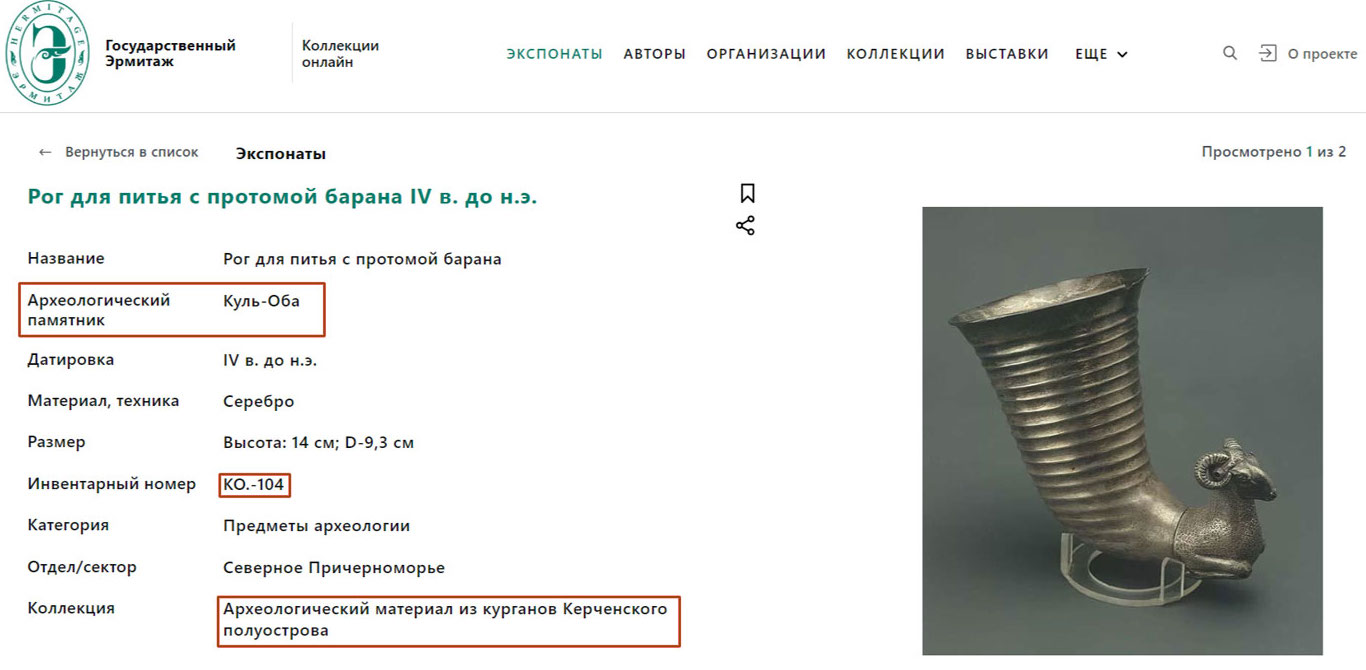 HERMITAGE
ЭРМИТАЖ
Государственный
Эрмитаж
Коллекции
онлайн
ЭКСПОНАТЫ АВТОРЫ ОРГАНИЗАЦИИ КОЛЛЕКЦИИ ВЫСТАВКИ ЕЩЕ
О проекте
← Вернуться в список Экспонаты
Просмотрено 1 из 2
Рог для питья с протомой барана IV в. до н.э.
Название Рог для питья с протомой барана
Археологический Куль-Оба
памятник
Датировка IV в. до н.э.
Материал, техника Серебро
Размер Высота: 14 см; D-9,3 см
Инвентарный номер КО.-104
Категория Предметы археологии
Отдел/сектор Северное Причерноморье
Коллекция Археологический материал из курганов Керченского
полуострова